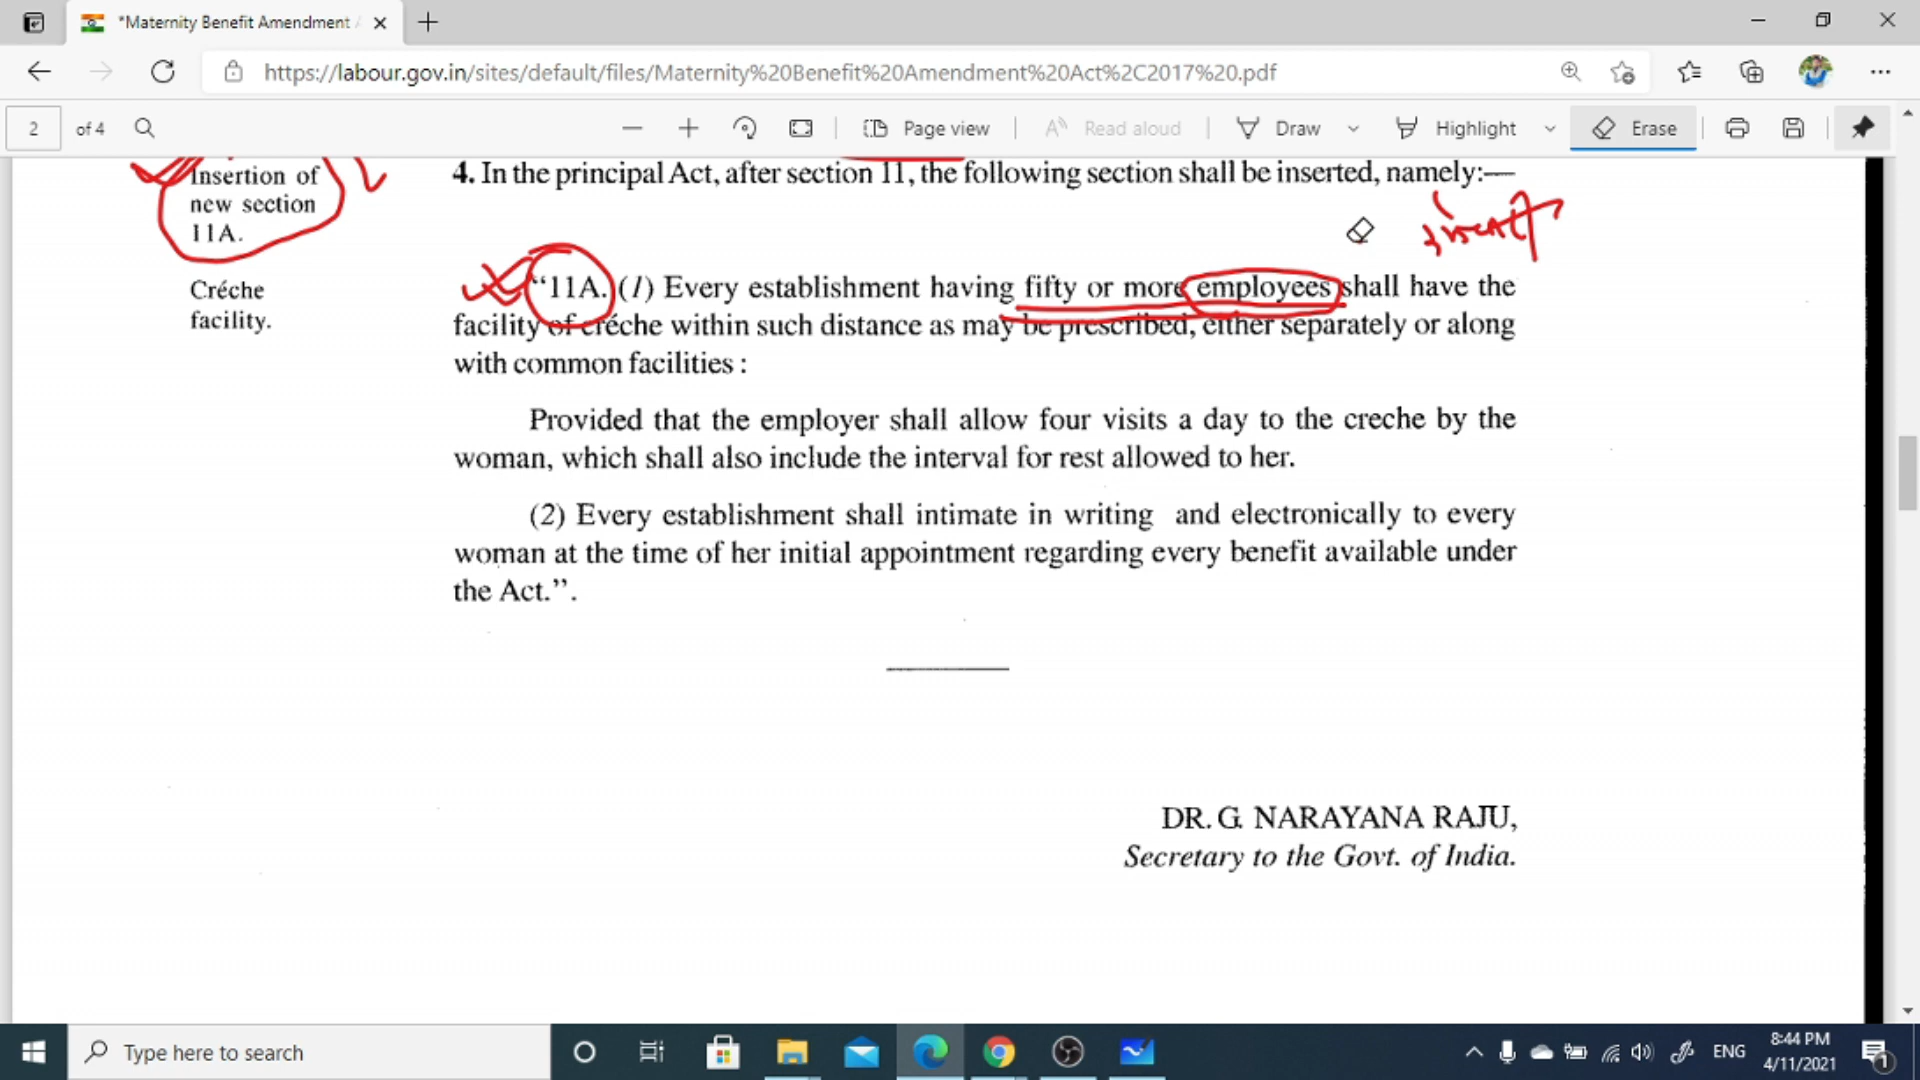 *Maternity Benefit Amendment
https://labour.gov.in/sites/default/files/Maternity%20Benefit%20Amendment%20Act%2C2017%20.pdf
2 of 4 Page view Read aloud Draw Highlight Erase
Insertion of
new section
11A.
4. In the principal Act, after section 11, the following section shall be inserted, namely:—
Créche
facility.
“11A. (1) Every establishment having fifty or more employees shall have the
facility of créche within such distance as may be prescribed, either separately or along
with common facilities :
Provided that the employer shall allow four visits a day to the creche by the
woman, which shall also include the interval for rest allowed to her.
(2) Every establishment shall intimate in writing and electronically to every
woman at the time of her initial appointment regarding every benefit available under
the Act.”.
DR. G. NARAYANA RAJU,
Secretary to the Govt. of India.
Type here to search
ENG
8:44 PM
4/11/2021
1